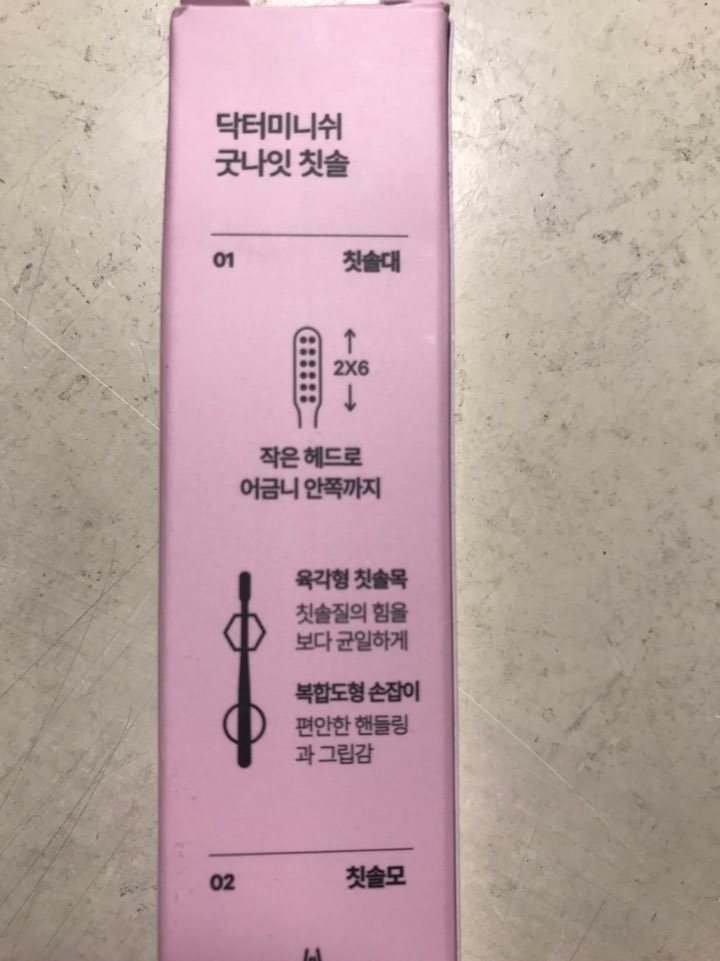 닥터미니쉬
굿나잇 칫솔
01 칫솔대
2X6
작은 헤드로
어금니 안쪽까지
육각형 칫솔목
칫솔질의 힘을
보다 균일하게
복합도형 손잡이
편안한 핸들링
과 그립감
02 칫솔모